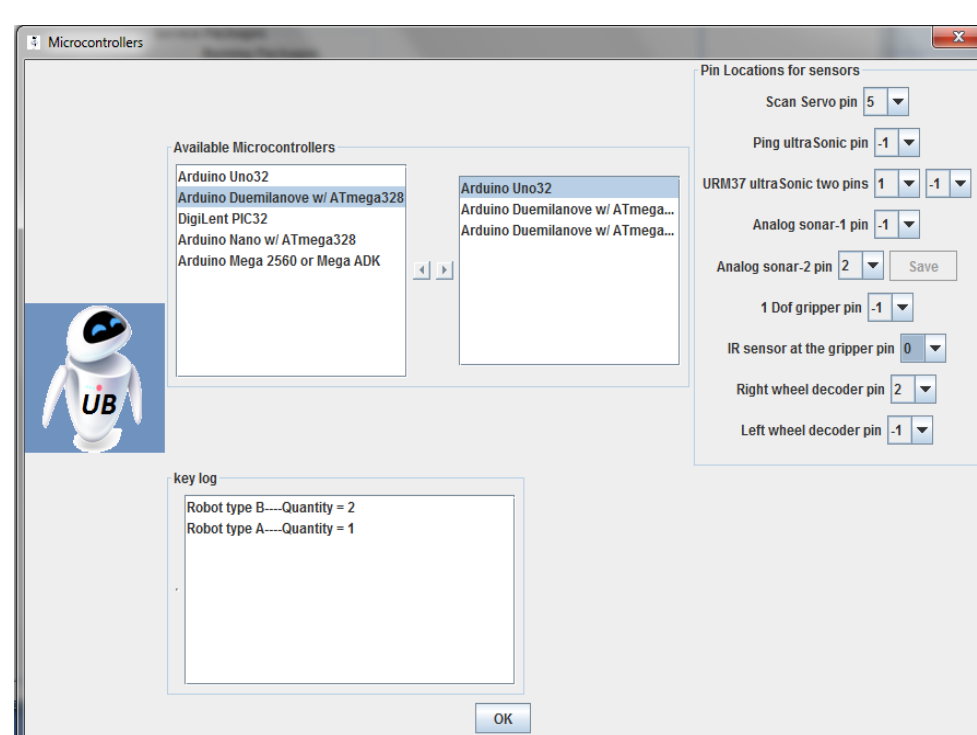 Microcontrollers
Pin Locations for sensors
Scan Servo pin 5
Ping ultraSonic pin -1
URM37 ultraSonic two pins 1 -1
Analog sonar-1 pin -1
Analog sonar-2 pin 2 Save
1 Dof gripper pin -1
IR sensor at the gripper pin 0
Right wheel decoder pin 2
Left wheel decoder pin -1
Available Microcontrollers
Arduino Uno32
Arduino Duemilanove w/ ATmega328
DigiLent PIC32
Arduino Nano w/ ATmega328
Arduino Mega 2560 or Mega ADK
Arduino Uno32
Arduino Duemilanove w/ ATmega...
Arduino Duemilanove w/ ATmega...
UB
key log
Robot type B----Quantity = 2
Robot type A----Quantity = 1
OK